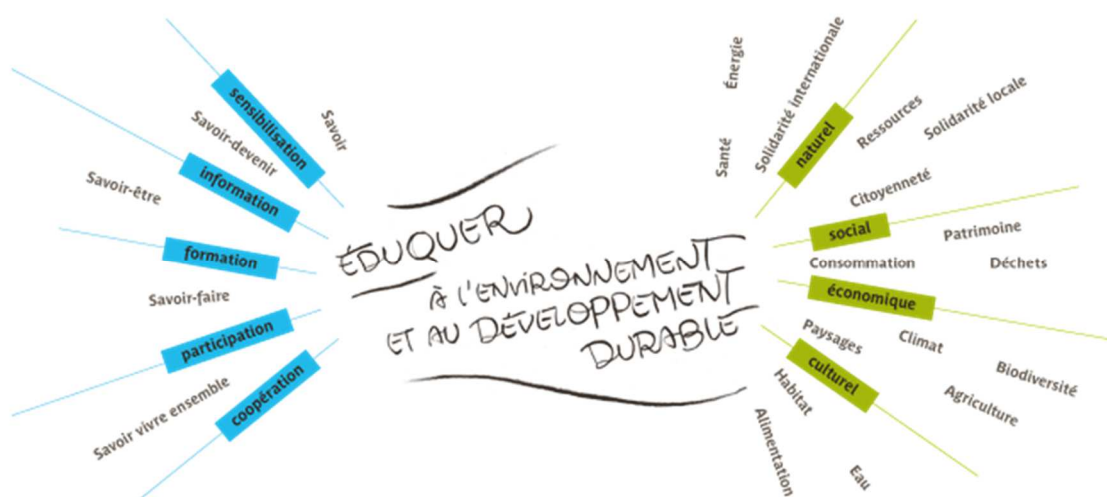 sensibilisation
Savoir
Savoir-devenir
information
Savoir-être
formation
Savoir-faire
participation
Savoir vivre ensemble
coopération
ÉDUQUER
À L'ENVIRONNEMENT
ET AU DÉVELOPPEMENT
DURABLE
Énergie
Santé
Solidarité internationale
naturel
Ressources
Solidarité locale
Citoyenneté
social
Patrimoine
Consommation
Déchets
économique
Paysages
Climat
Biodiversité
culturel
Agriculture
Habitat
Alimentation
Eau